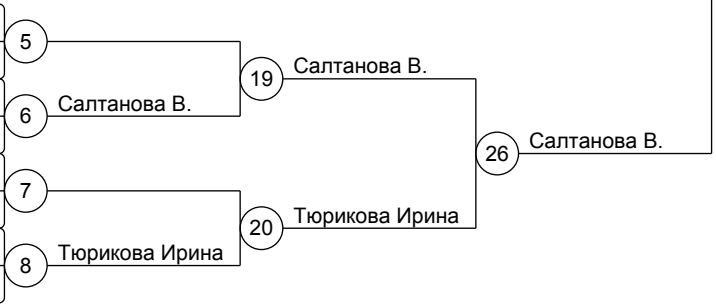 5
19 Салтанова В.
6 Салтанова В.
26 Салтанова В.
7
20 Тюрикова Ирина
8 Тюрикова Ирина